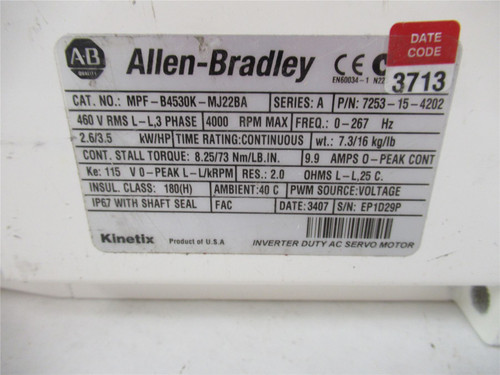 AB
QUALITY
Allen-Bradley
CE
EN60034-1 N22
DATE
CODE
3713
CAT. NO.: MPF-B4530K-MJ22BA SERIES: A P/N: 7253-15-4202
460 V RMS L-L,3 PHASE 4000 RPM MAX FREQ.: 0-267 Hz
2.6/3.5 kW/HP TIME RATING:CONTINUOUS wt.: 7.3/16 kg/lb
CONT. STALL TORQUE: 8.25/73 Nm/LB.IN. 9.9 AMPS 0-PEAK CONT
Ke: 115 V 0-PEAK L-L/kRPM RES.: 2.0 OHMS L-L,25 C.
INSUL. CLASS: 180(H) AMBIENT:40 C PWM SOURCE:VOLTAGE
IP67 WITH SHAFT SEAL FAC DATE:3407 S/N: EP1D29P
Kinetix Product of U.S.A INVERTER DUTY AC SERVO MOTOR